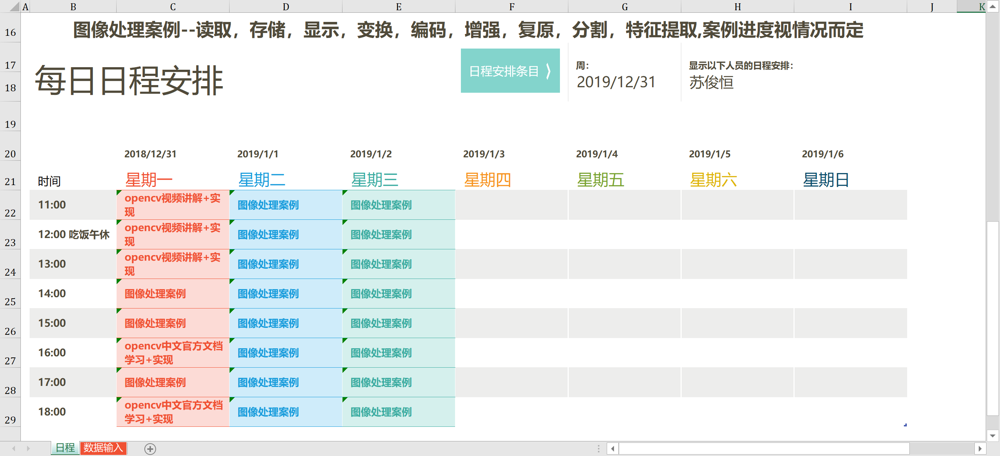 A B C D E F G H I J K
16 图像处理案例--读取，存储，显示，变换，编码，增强，复原，分割，特征提取,案例进度视情况而定
17 每日日程安排 日程安排条目 周： 显示以下人员的日程安排：
18 2019/12/31 苏俊恒
19
20 2018/12/31 2019/1/1 2019/1/2 2019/1/3 2019/1/4 2019/1/5 2019/1/6
21 时间 星期一 星期二 星期三 星期四 星期五 星期六 星期日
22 11:00 opencv视频讲解+实现 图像处理案例 图像处理案例
23 12:00 吃饭午休 opencv视频讲解+实现 图像处理案例 图像处理案例
24 13:00 opencv视频讲解+实现 图像处理案例 图像处理案例
25 14:00 图像处理案例 图像处理案例 图像处理案例
26 15:00 图像处理案例 图像处理案例 图像处理案例
27 16:00 opencv中文官方文档学习+实现 图像处理案例 图像处理案例
28 17:00 图像处理案例 图像处理案例 图像处理案例
29 18:00 opencv中文官方文档学习+实现 图像处理案例 图像处理案例
日程 数据输入